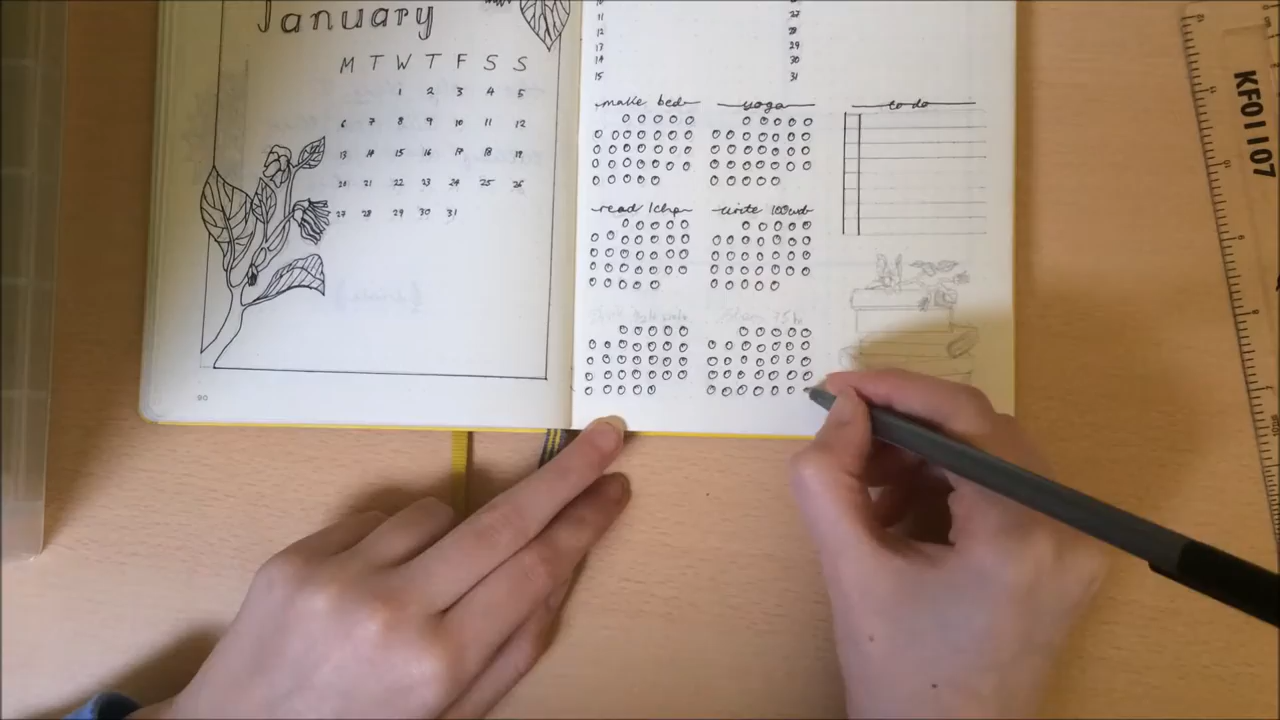 January
M T W T F S S
1 2 3 4 5
6 7 8 9 10 11 12
13 14 15 16 17 18 19
20 21 22 23 24 25 26
27 28 29 30 31
90
11 27
12 28
13 29
14 30
15 31
make bed yoga to do
read 1chp write 100wd
KF01107